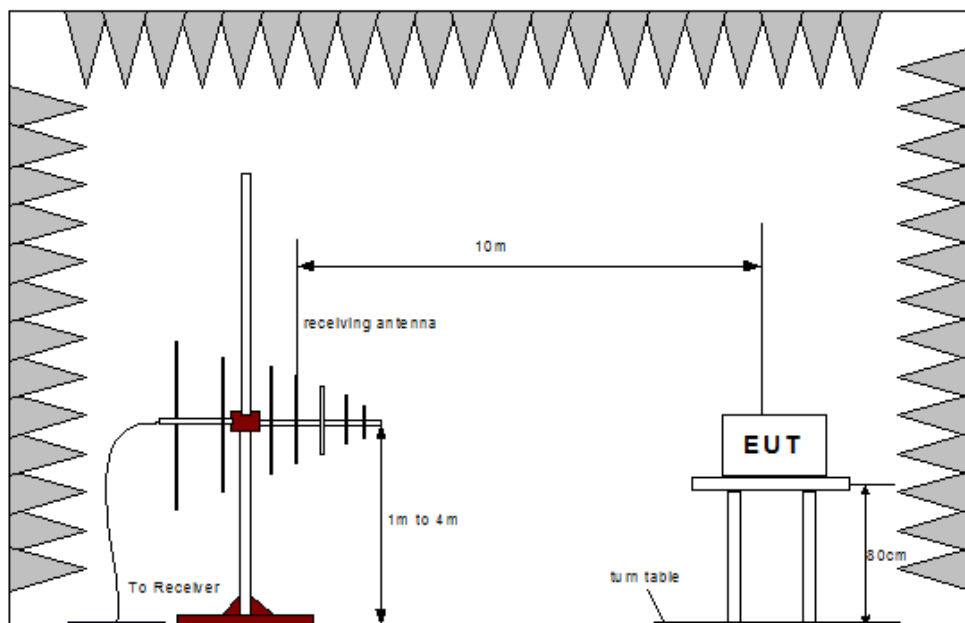 10m
receiving antenna
EUT
1m to 4m
80cm
turn table
To Receiver